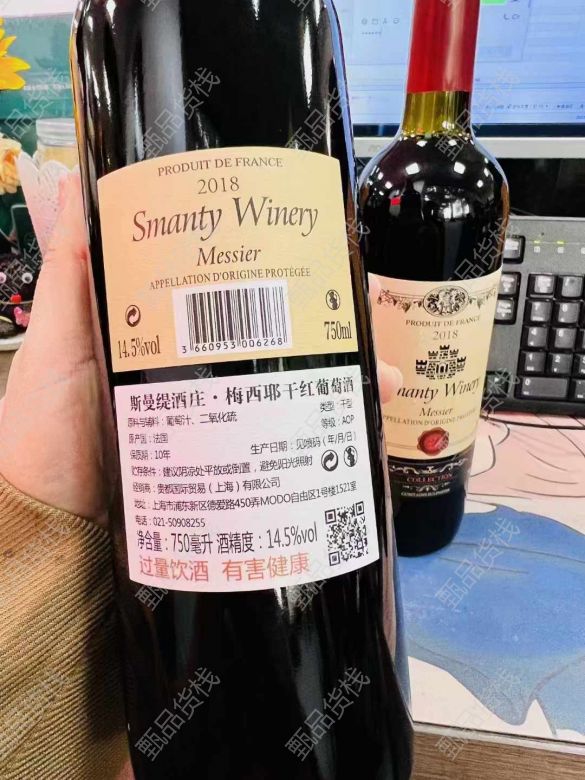 PRODUIT DE FRANCE
2018
Smanty Winery
Messier
APPELLATION D'ORIGINE PROTÉGÉE
14.5%vol
3 660953 006268
750ml
斯曼缇酒庄·梅西耶干红葡萄酒
原料与辅料：葡萄汁、二氧化硫
类型：干型
原产国：法国
等级：AOP
保质期：10年
生产日期：见喷码（年/月/日）
贮存条件：建议阴凉处平放或倒置，避免阳光照射
经销商：贵都国际贸易（上海）有限公司
地址：上海市浦东新区德爱路450弄MODO自由区1号楼1521室
电话：021-50908255
净含量：750毫升 酒精度：14.5%vol
过量饮酒 有害健康
PRODUIT DE FRANCE
2018
manty Winery
Messier
APPELLATION D'ORIGINE PROTÉGÉE
COLLECTION
甄品货栈